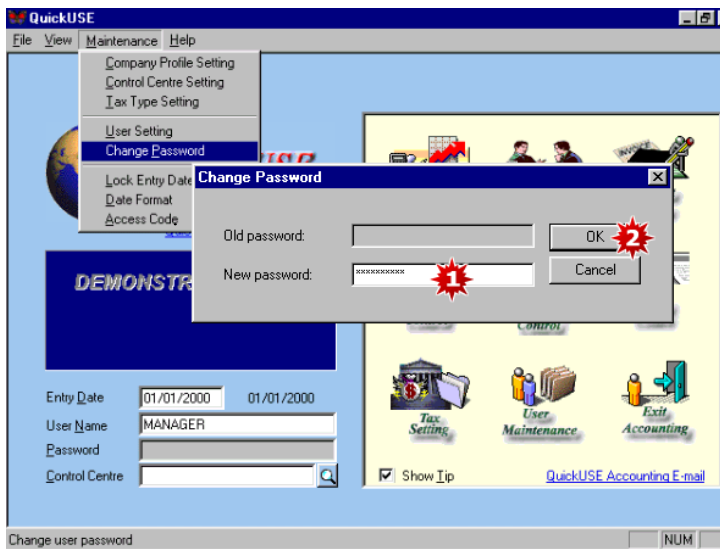 QuickUSE
File View Maintenance Help
Company Profile Setting
Control Centre Setting
Tax Type Setting
User Setting
Change Password
Lock Entry Date
Date Format
Access Code
Change Password
Old password:
OK
2
New password:
xxxxxxxxxx
1
Cancel
DEMONSTR
Control
Entry Date 01/01/2000 01/01/2000
User Name MANAGER
Password
Control Centre
Tax
Setting
User
Maintenance
Exit
Accounting
Show Tip
QuickUSE Accounting E-mail
Change user password
NUM